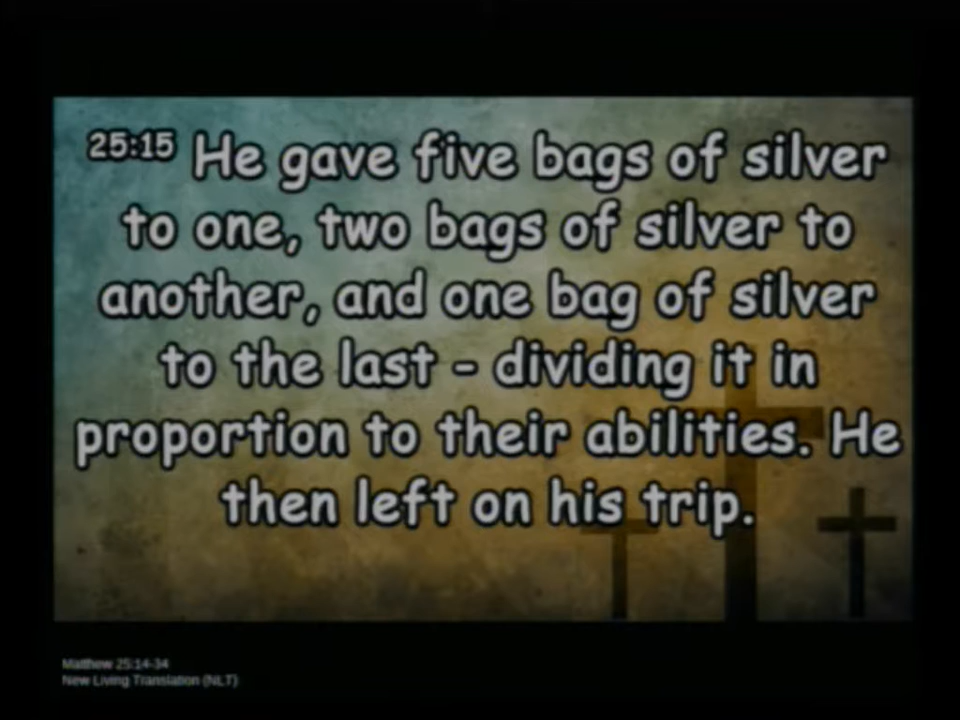 25:15 He gave five bags of silver
to one, two bags of silver to
another, and one bag of silver
to the last - dividing it in
proportion to their abilities. He
then left on his trip.
Matthew 25:14-34
New Living Translation (NLT)